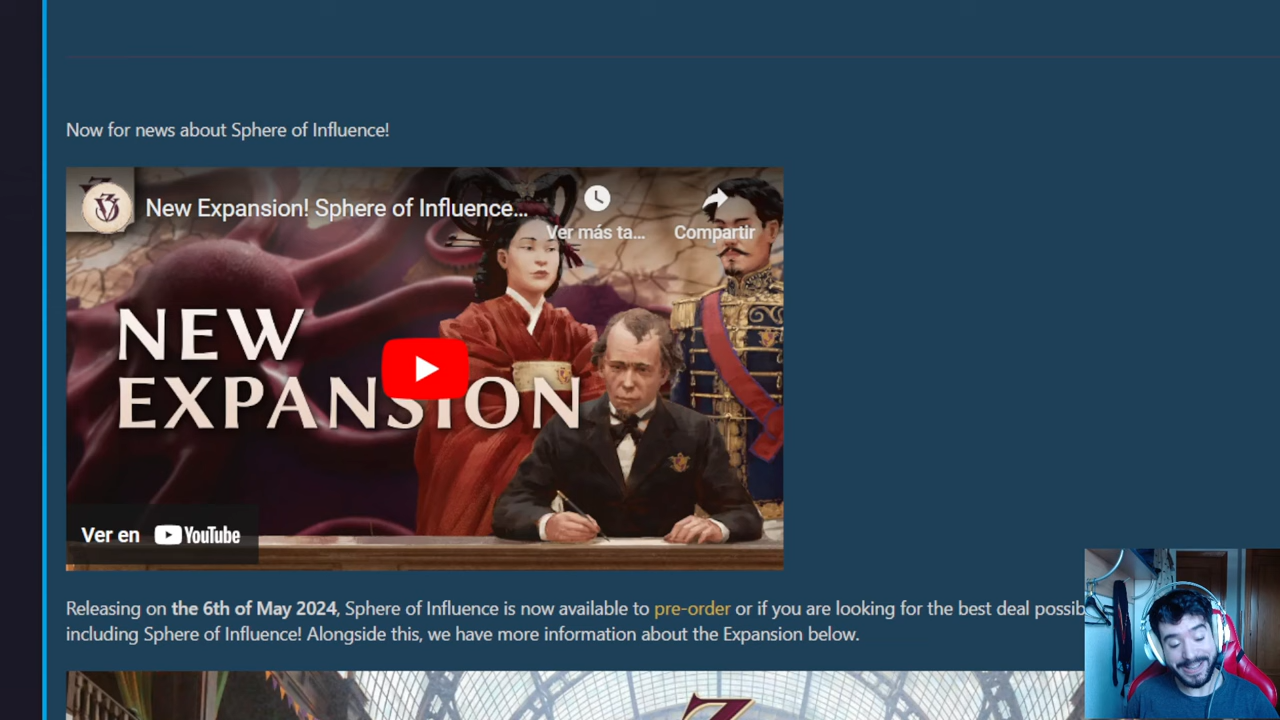 Now for news about Sphere of Influence!
New Expansion! Sphere of Influence...
Ver más ta...
Compartir
NEW
EXPANSION
Ver en YouTube
Releasing on the 6th of May 2024, Sphere of Influence is now available to pre-order or if you are looking for the best deal possib
including Sphere of Influence! Alongside this, we have more information about the Expansion below.